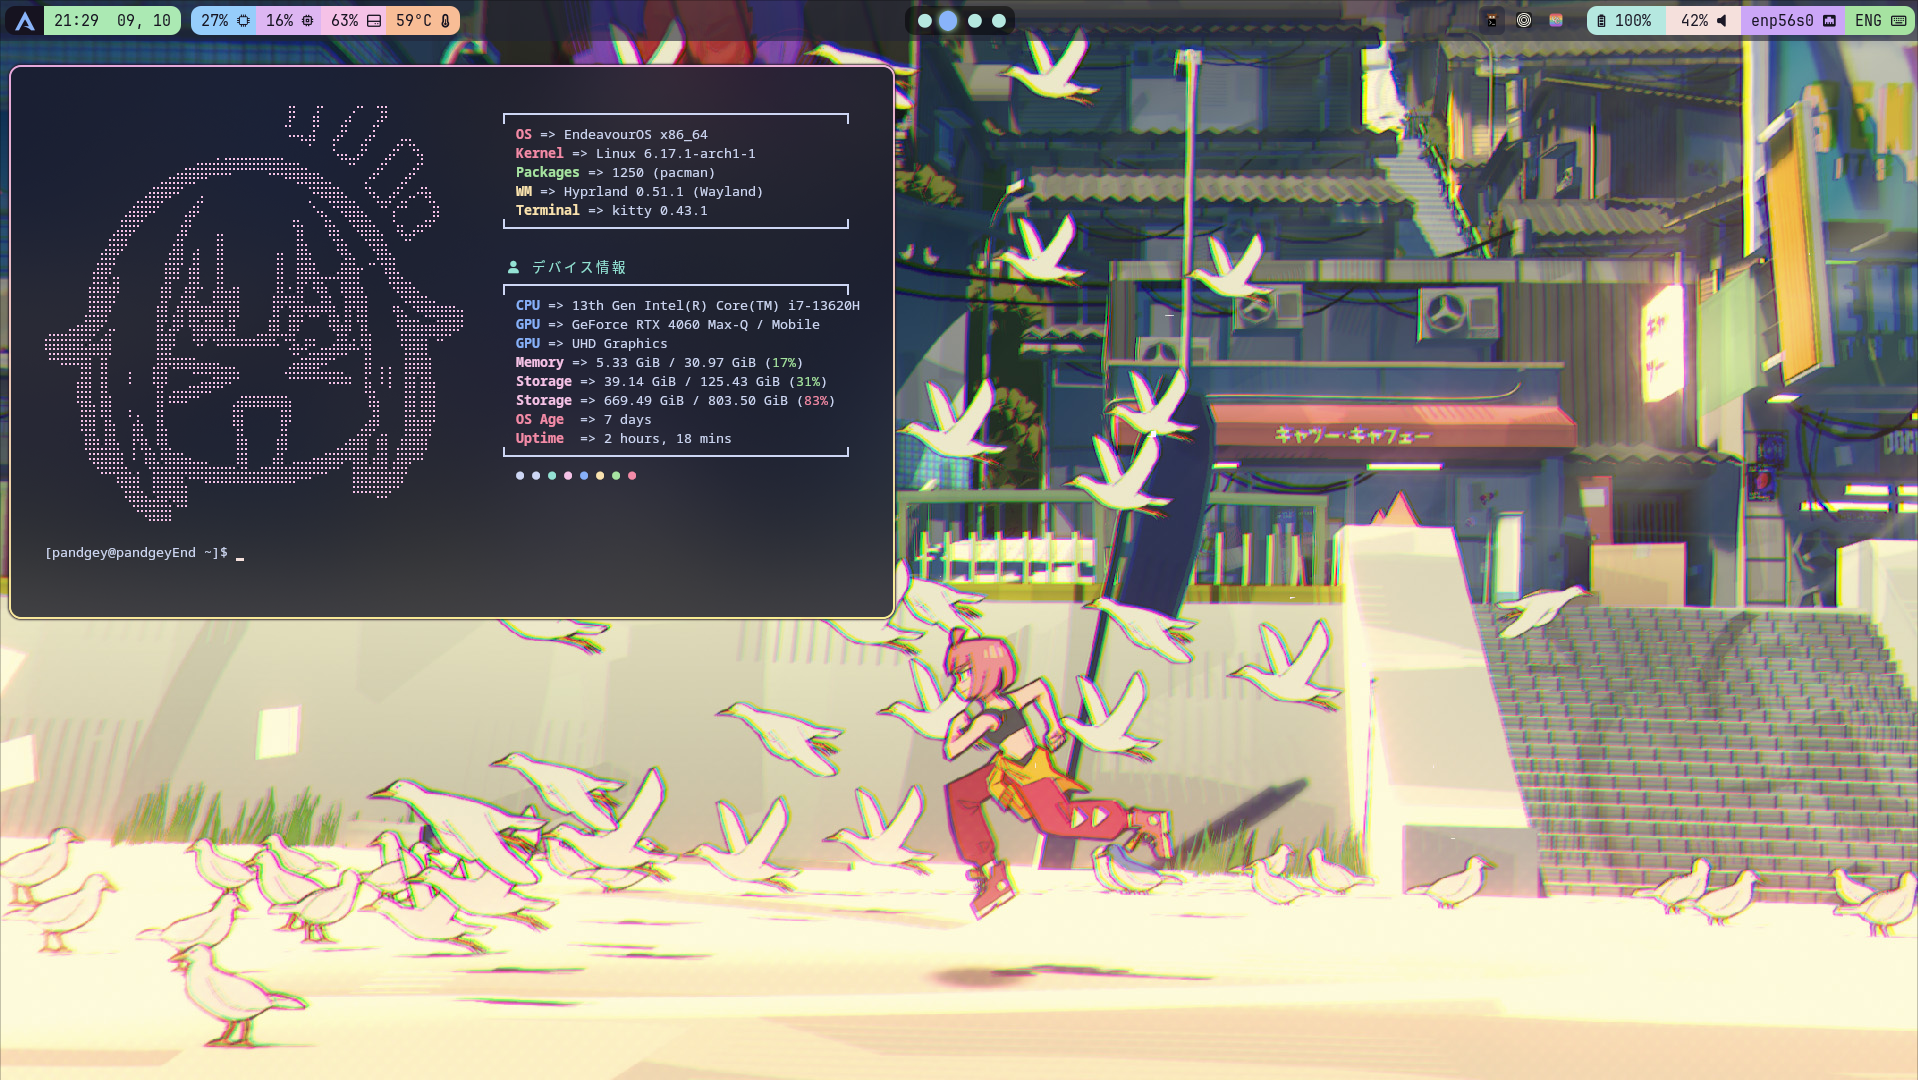 21:29 09, 10 27% 16% 63% 59°C 100% 42% enp56s0 ENG
OS => EndeavourOS x86_64
Kernel => Linux 6.17.1-arch1-1
Packages => 1250 (pacman)
WM => Hyprland 0.51.1 (Wayland)
Terminal => kitty 0.43.1
デバイス情報
CPU => 13th Gen Intel(R) Core(TM) i7-13620H
GPU => GeForce RTX 4060 Max-Q / Mobile
GPU => UHD Graphics
Memory => 5.33 GiB / 30.97 GiB (17%)
Storage => 39.14 GiB / 125.43 GiB (31%)
Storage => 669.49 GiB / 803.50 GiB (83%)
OS Age => 7 days
Uptime => 2 hours, 18 mins
[pandgey@pandgeyEnd ~]$ _
キャツー・キャフェー
キャ
ツー